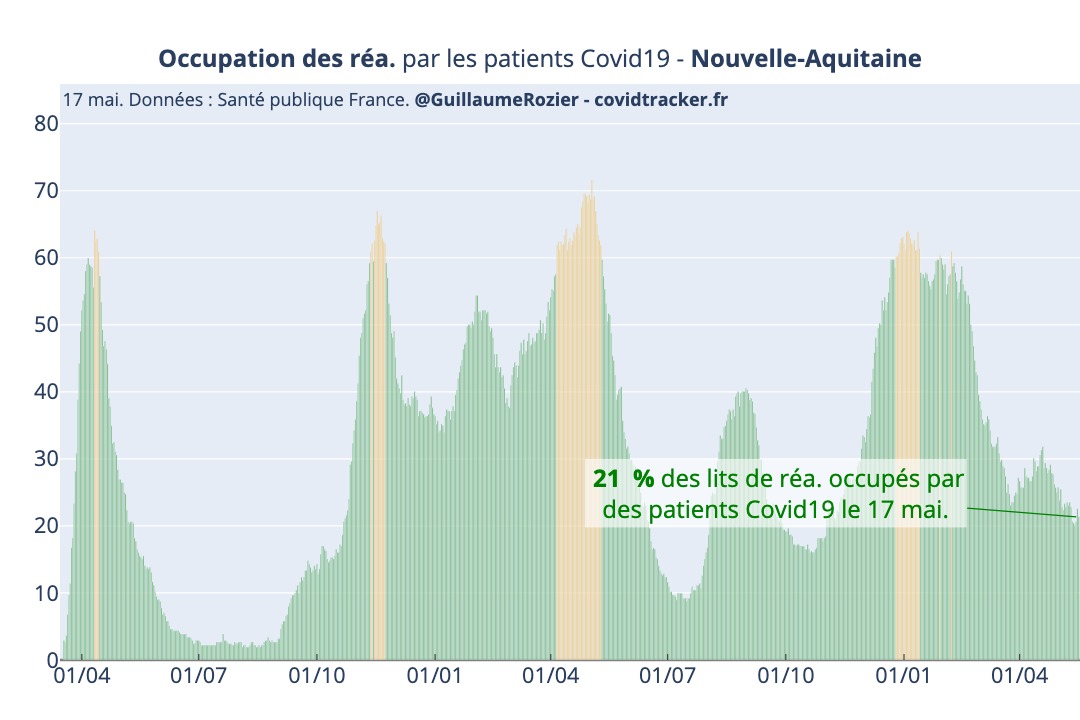 Occupation des réa. par les patients Covid19 - Nouvelle-Aquitaine
17 mai. Données : Santé publique France. @GuillaumeRozier - covidtracker.fr
80
70
60
50
40
30
21 % des lits de réa. occupés par
des patients Covid19 le 17 mai.
20
10
0
01/04 01/07 01/10 01/01 01/04 01/07 01/10 01/01 01/04